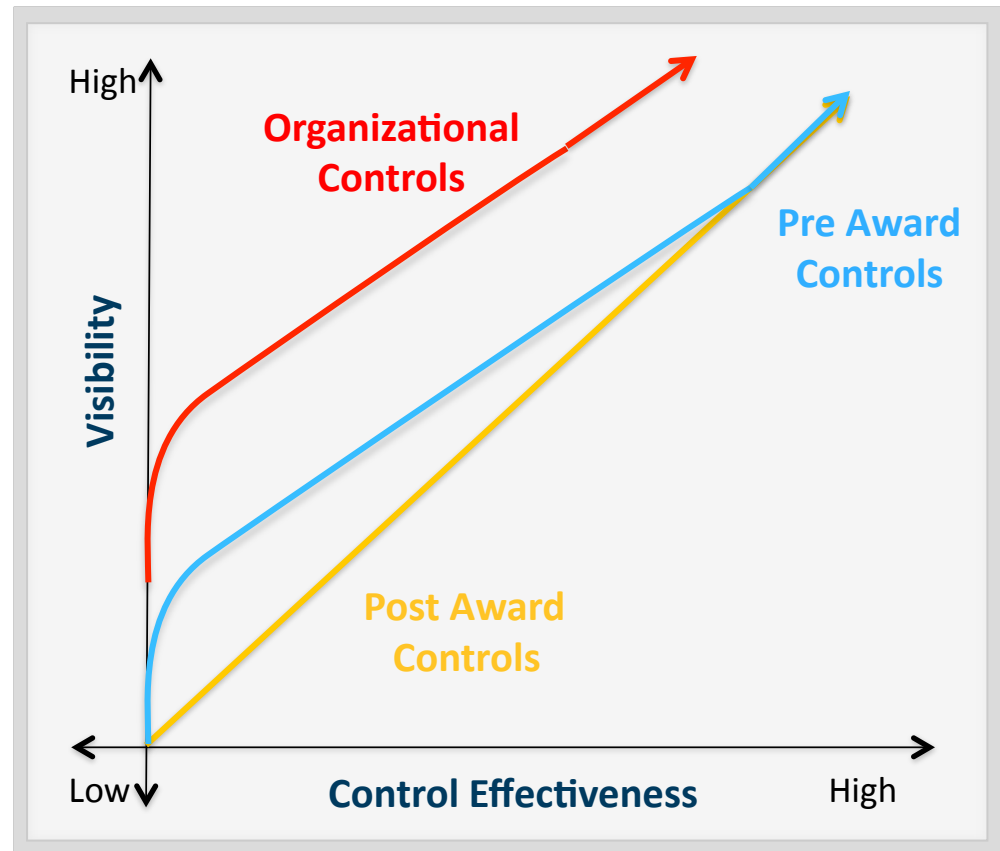 High
Organizational
Controls
Pre Award
Controls
Visibility
Post Award
Controls
Low
Control Effectiveness
High